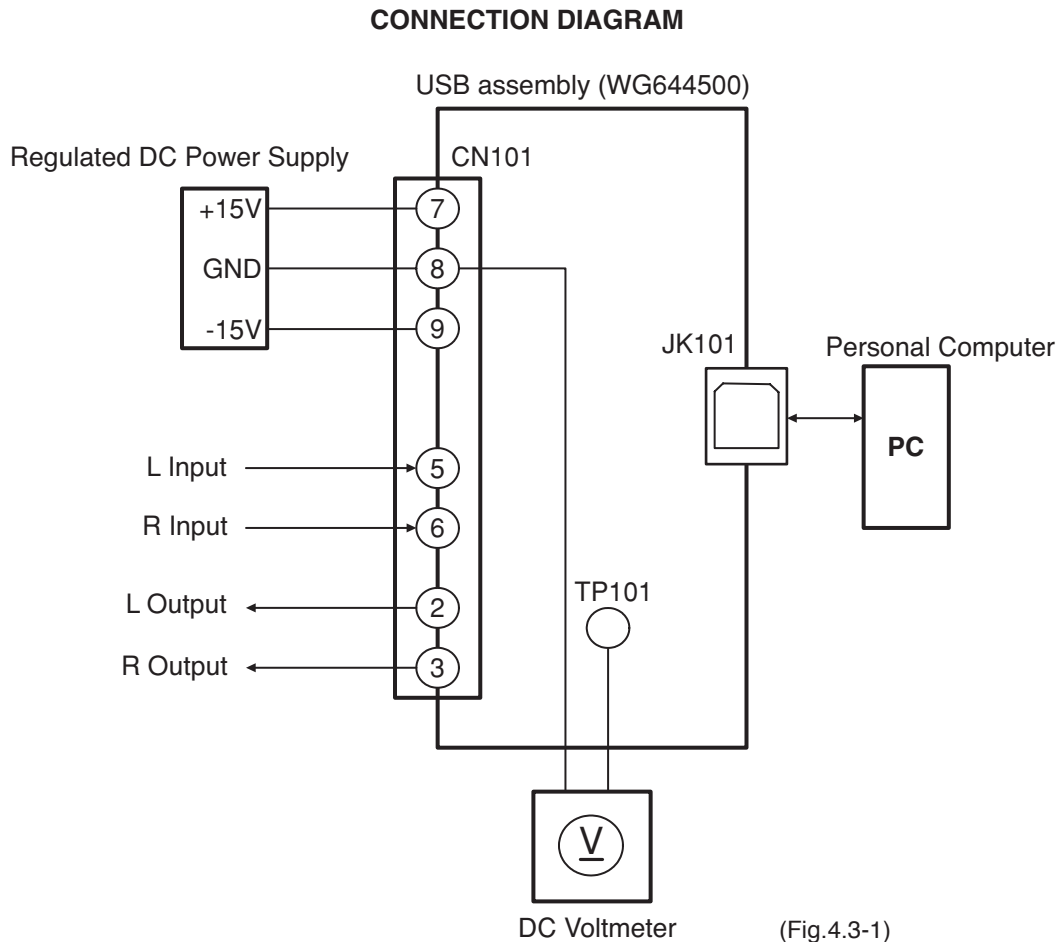 CONNECTION DIAGRAM
USB assembly (WG644500)
Regulated DC Power Supply
CN101
+15V
7
GND
8
-15V
9
JK101
Personal Computer
PC
L Input
5
R Input
6
TP101
L Output
2
R Output
3
V
DC Voltmeter
(Fig.4.3-1)